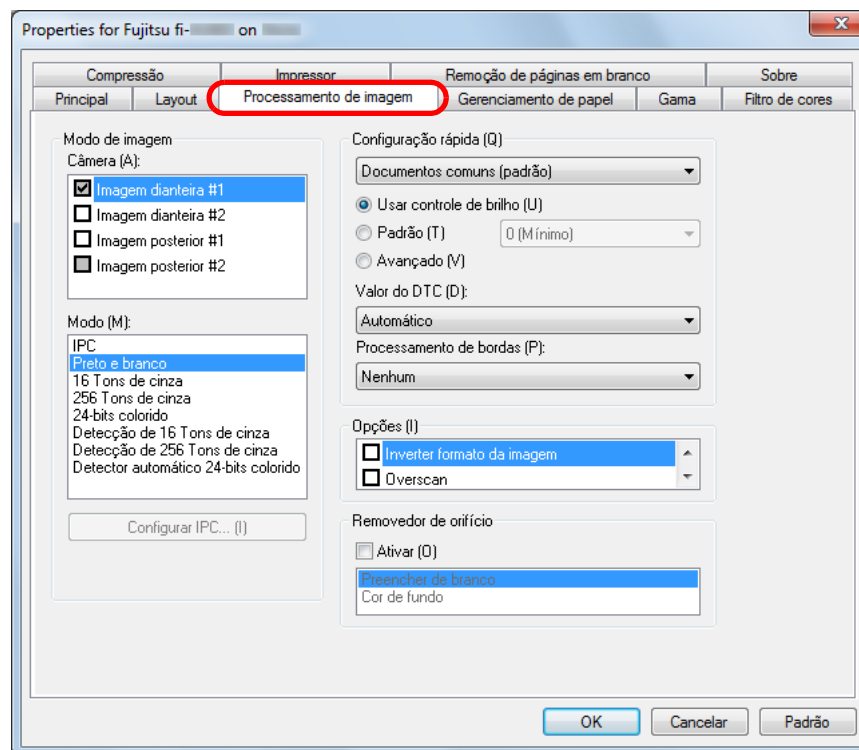 Properties for Fujitsu fi- on
Compressão Impressor Remoção de páginas em branco Sobre
Principal Layout Processamento de imagem Gerenciamento de papel Gama Filtro de cores
Modo de imagem
Câmera (A):
Imagem dianteira #1
Imagem dianteira #2
Imagem posterior #1
Imagem posterior #2
Modo (M):
IPC
Preto e branco
16 Tons de cinza
256 Tons de cinza
24-bits colorido
Detecção de 16 Tons de cinza
Detecção de 256 Tons de cinza
Detector automático 24-bits colorido
Configurar IPC... (I)
Configuração rápida (Q)
Documentos comuns (padrão)
Usar controle de brilho (U)
Padrão (T) 0 (Mínimo)
Avançado (V)
Valor do DTC (D):
Automático
Processamento de bordas (P):
Nenhum
Opções (I)
Inverter formato da imagem
Overscan
Removedor de orifício
Ativar (O)
Preencher de branco
Cor de fundo
OK Cancelar Padrão